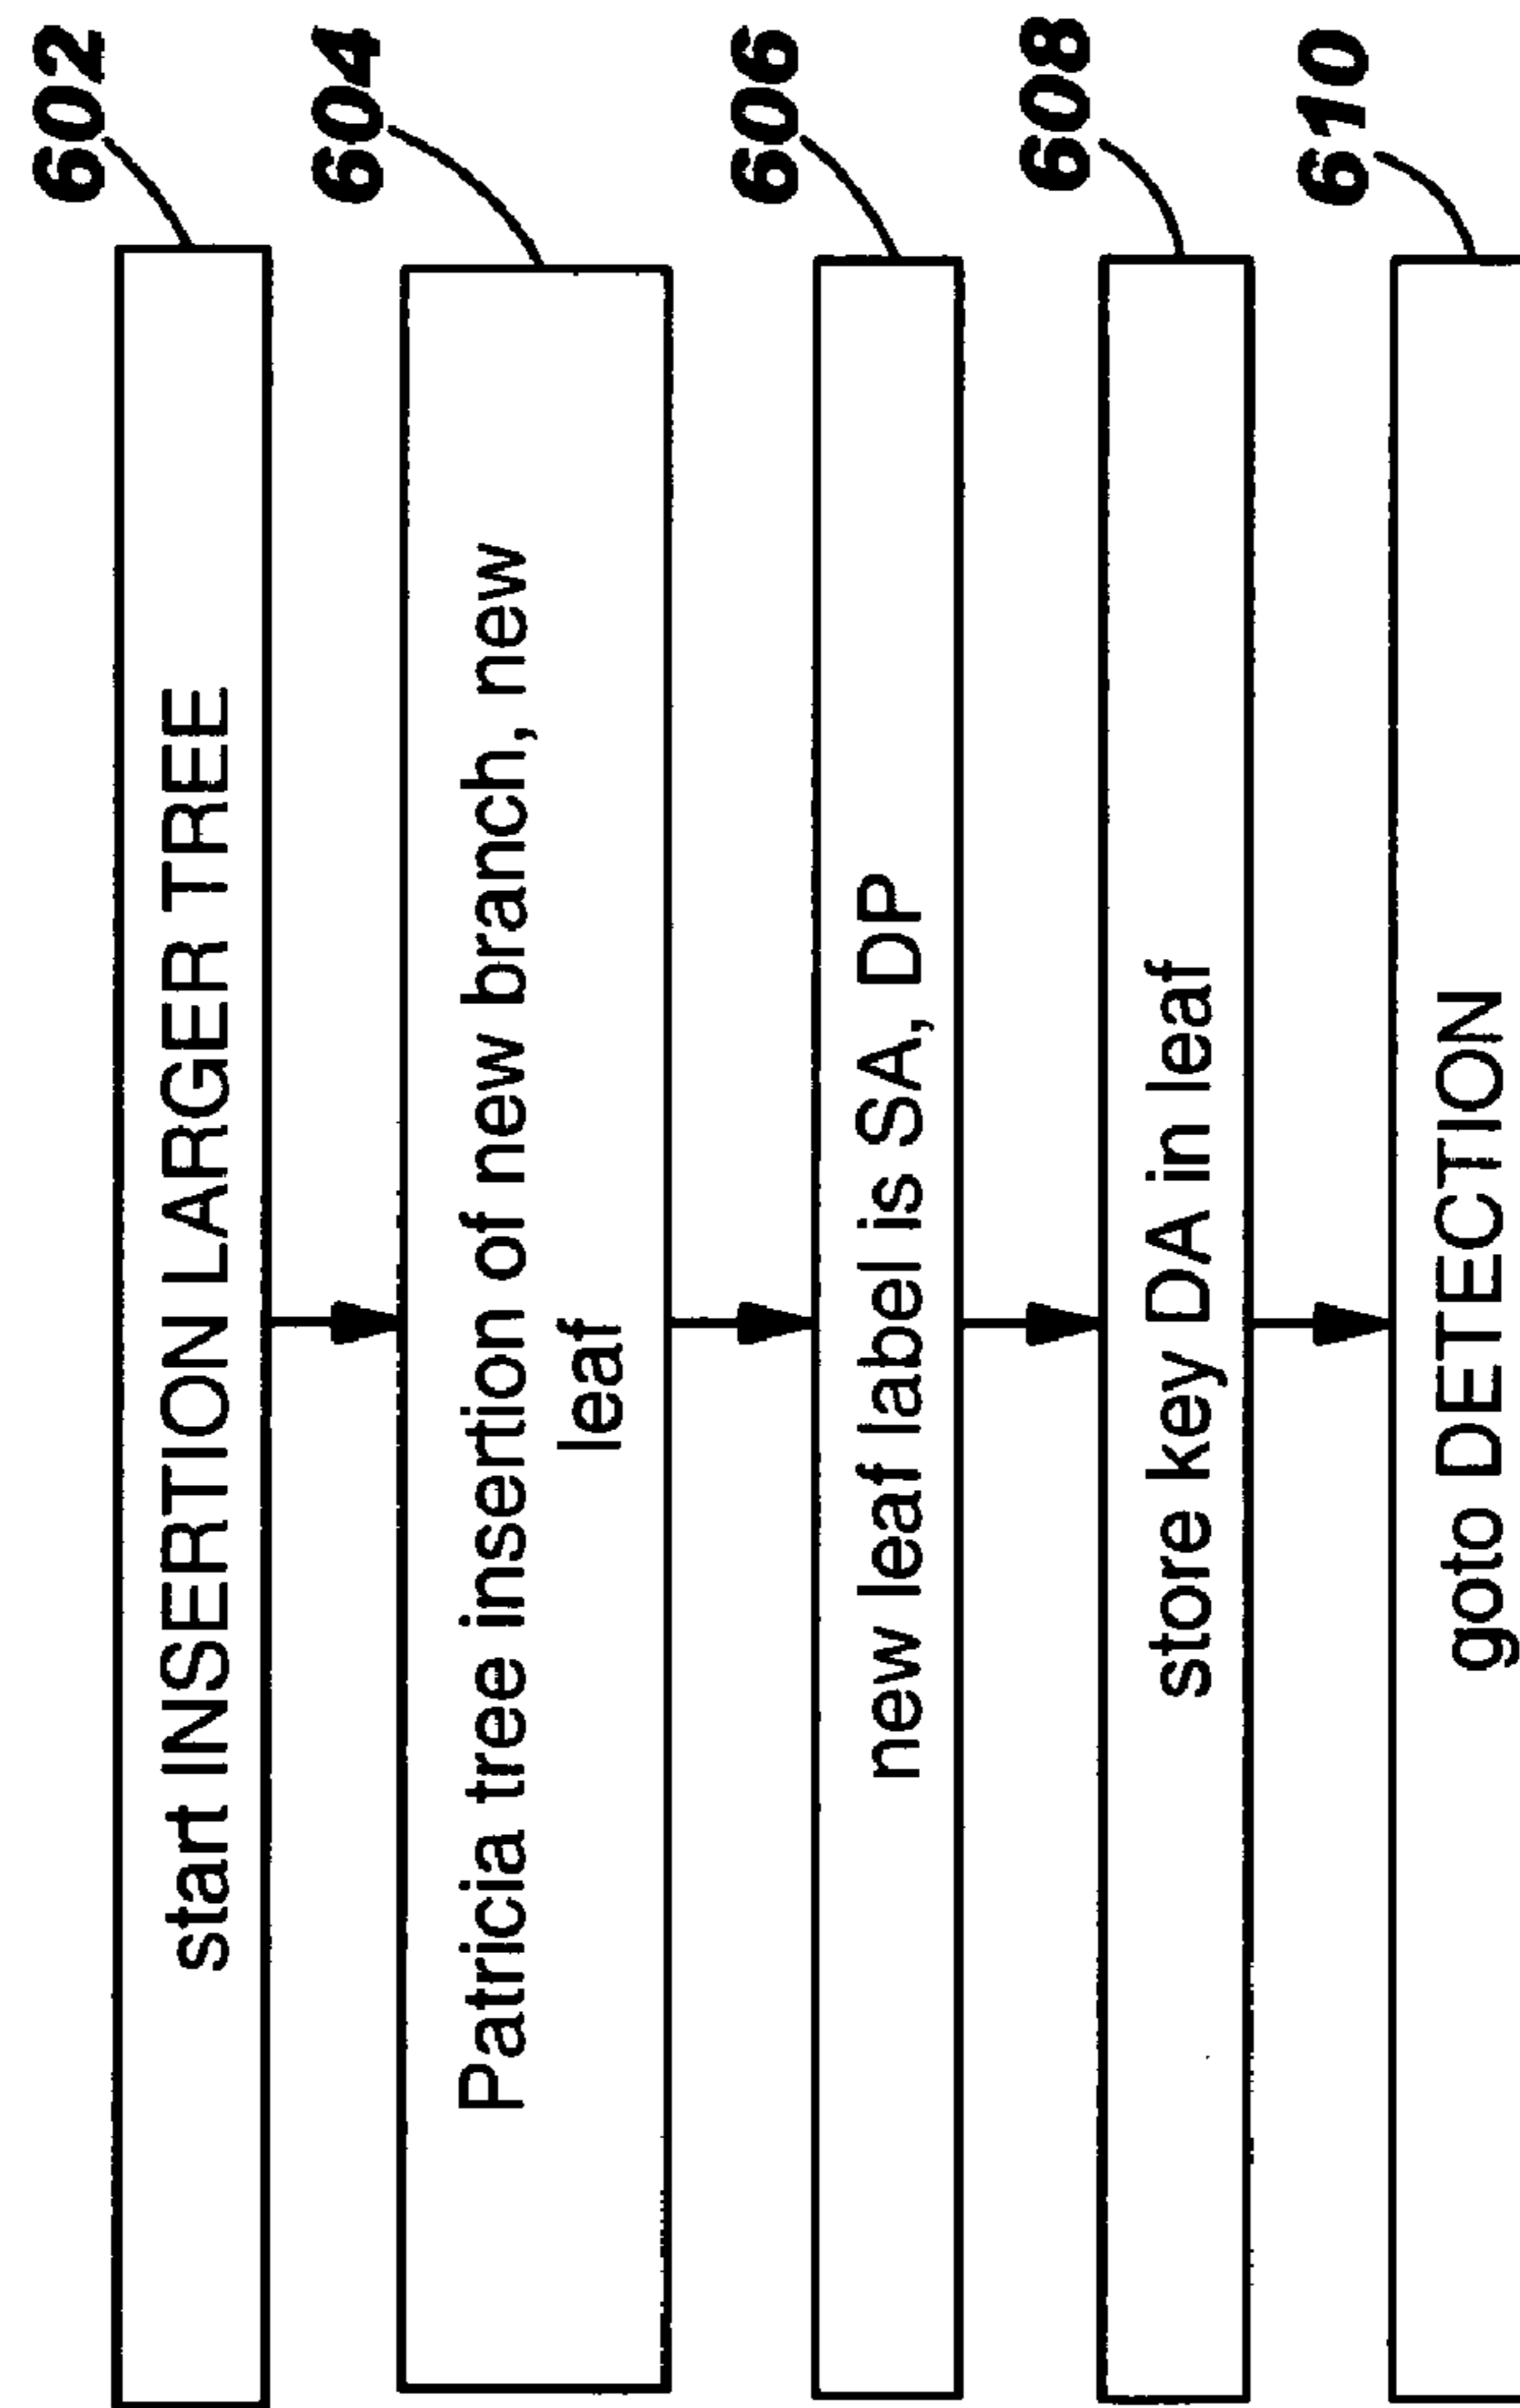 602
start INSERTION LARGER TREE
604
Patricia tree insertion of new branch, new
leaf
606
new leaf label is SA, DP
608
store key DA in leaf
610
goto DETECTION